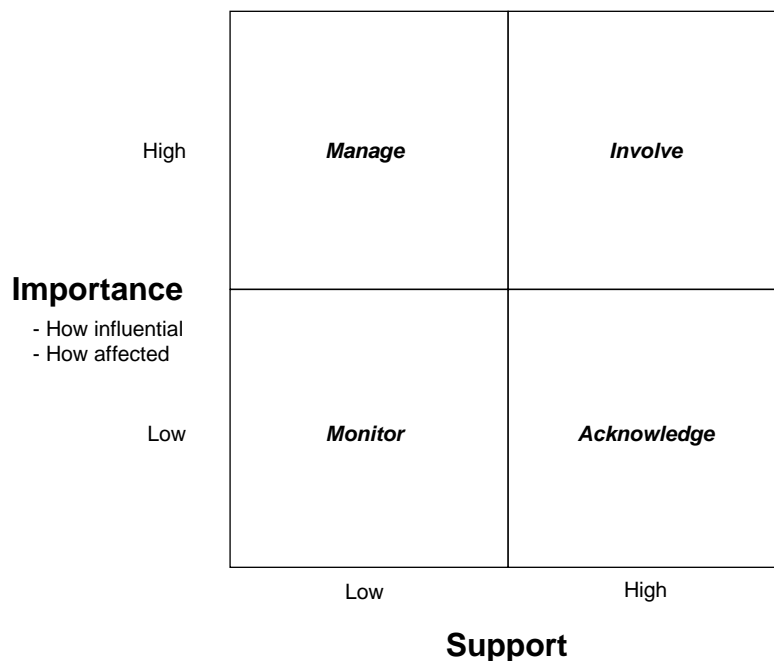 High
Manage
Involve
Importance
- How influential
- How affected
Low
Monitor
Acknowledge
Low
High
Support